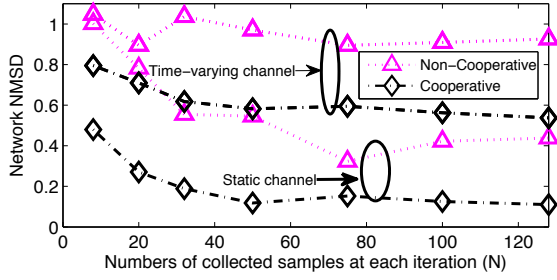 Network NMSD
1
0.8
0.6
0.4
0.2
0
Time-varying channel
Non-Cooperative
Cooperative
Static channel
0 20 40 60 80 100 120
Numbers of collected samples at each iteration (N)